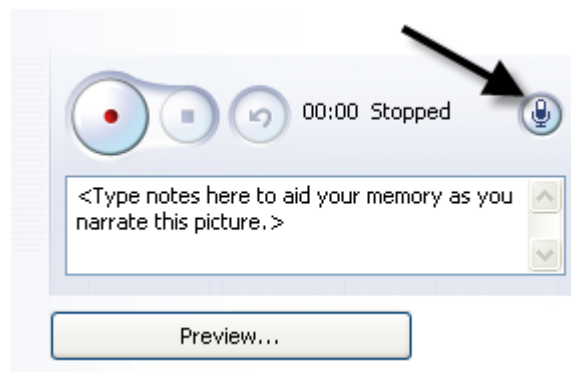 00:00 Stopped
<Type notes here to aid your memory as you
narrate this picture.>
Preview...